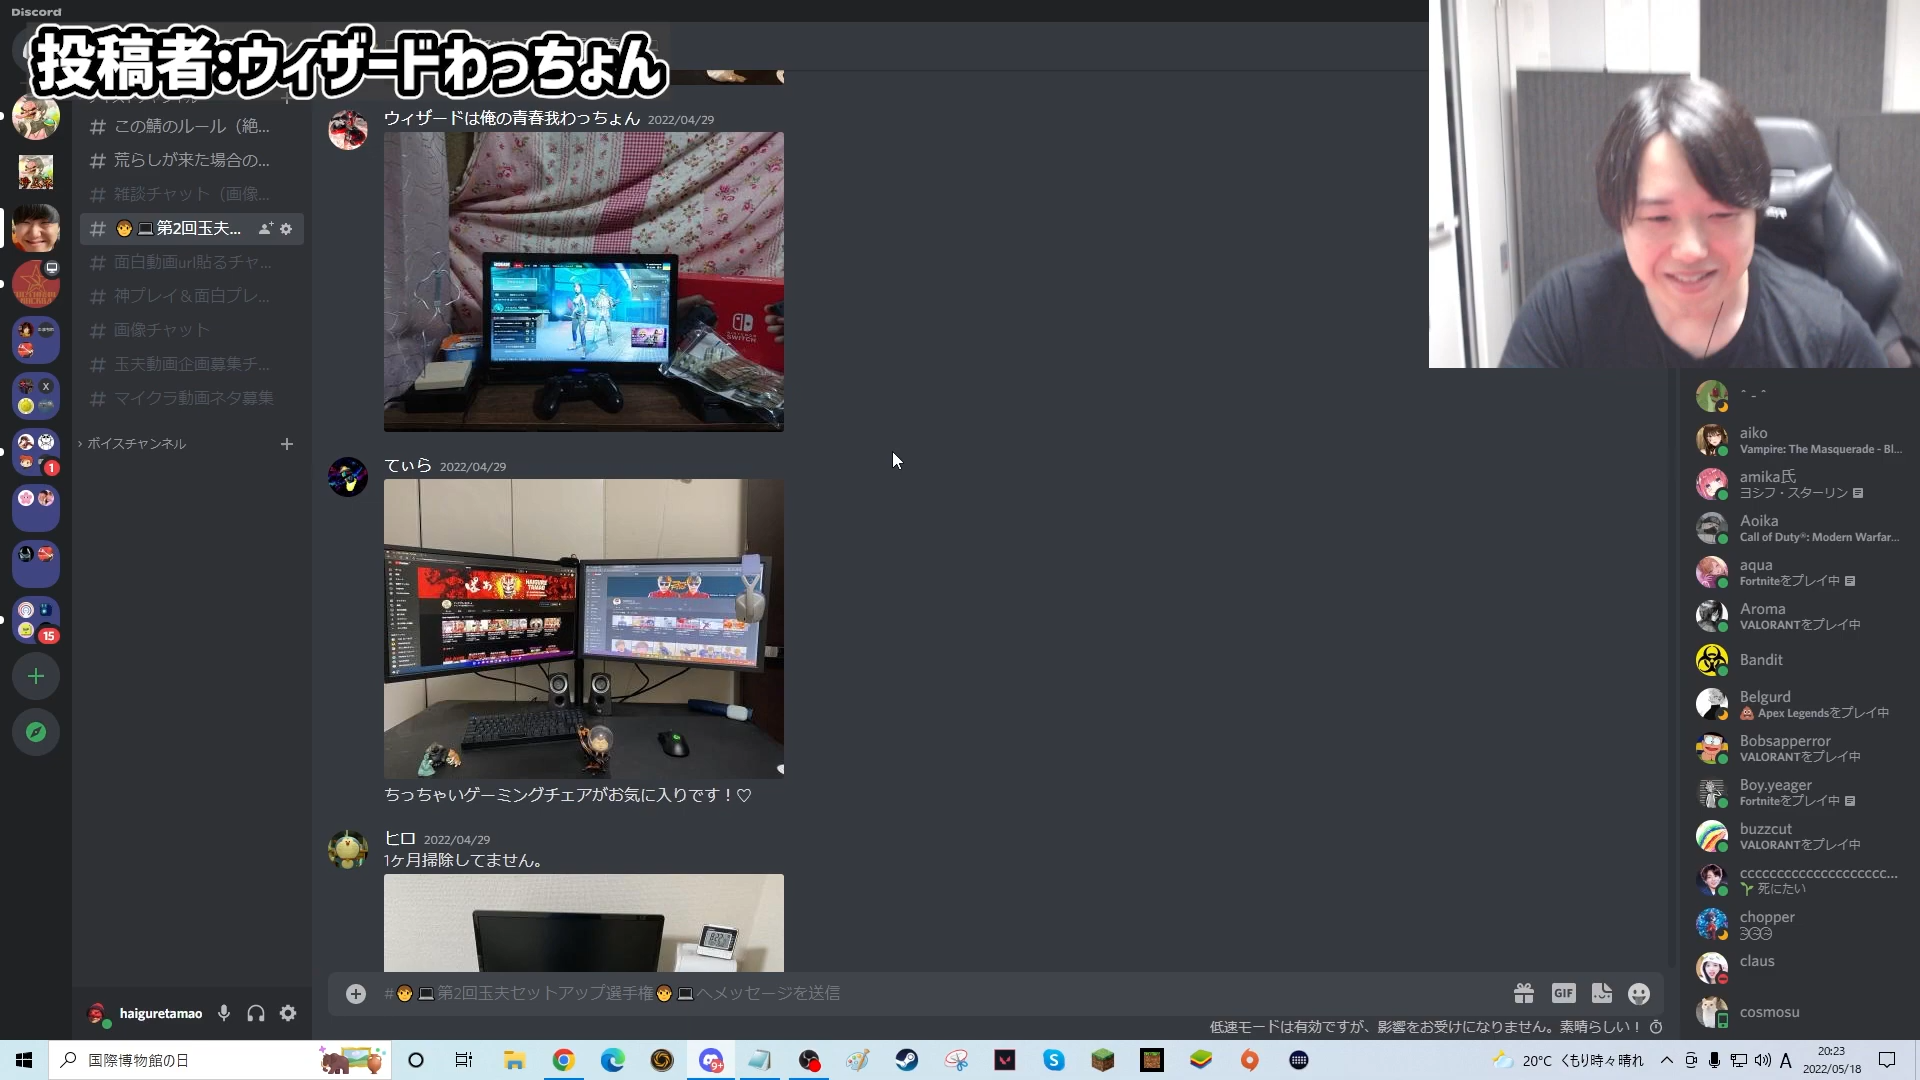 Discord
投稿者:ウィザードわっちょん
# この鯖のルール（絶...
# 荒らしが来た場合の...
# 雑談チャット（画像...
# 🧑💻第2回玉夫...
# 面白動画url貼るチャ...
# 神プレイ＆面白プレ...
# 画像チャット
# 玉夫動画企画募集チ...
# マイクラ動画ネタ募集
ボイスチャンネル
1
15
haiguretamao
ウィザードは俺の青春我わっちょん 2022/04/29
NINTENDO
SWITCH
てぃら 2022/04/29
ちっちゃいゲーミングチェアがお気に入りです！♡
ヒロ 2022/04/29
1ヶ月掃除してません。
#🧑💻第2回玉夫セットアップ選手権🧑💻へメッセージを送信
GIF
低速モードは有効ですが、影響をお受けになりません。素晴らしい！
aiko
Vampire: The Masquerade - Bl...
amika氏
ヨシフ・スターリン
Aoika
Call of Duty®: Modern Warfar...
aqua
Fortniteをプレイ中
Aroma
VALORANTをプレイ中
Bandit
Belgurd
💩 Apex Legendsをプレイ中
Bobsapperror
VALORANTをプレイ中
Boy.yeager
Fortniteをプレイ中
buzzcut
VALORANTをプレイ中
cccccccccccccccccccc...
🌱 死にたい
chopper
claus
cosmosu
国際博物館の日
9+
20°C くもり時々晴れ
A
20:23
2022/05/18